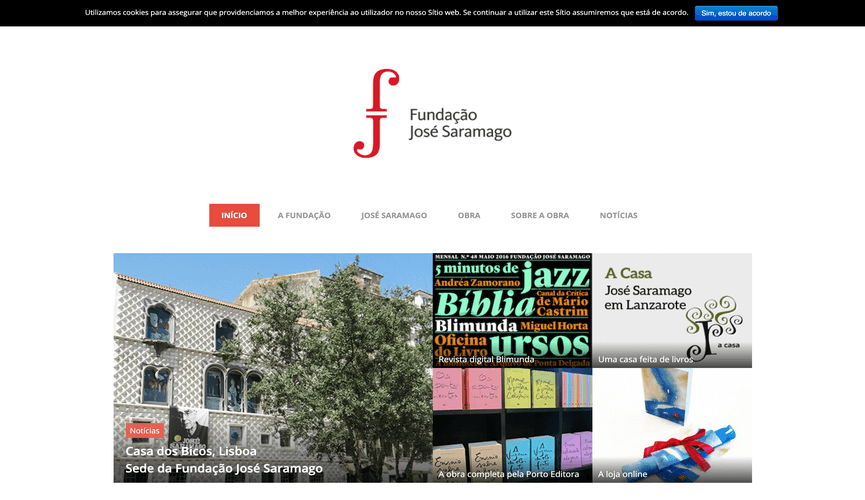 Utilizamos cookies para assegurar que providenciamos a melhor experiência ao utilizador no nosso Sítio web. Se continuar a utilizar este Sítio assumiremos que está de acordo.
Sim, estou de acordo
Fundação
José Saramago
INÍCIO
A FUNDAÇÃO
JOSÉ SARAMAGO
OBRA
SOBRE A OBRA
NOTÍCIAS
JOSÉ
SARAMAGO
Notícias
Casa dos Bicos, Lisboa
Sede da Fundação José Saramago
MENSAL N.º 48 MAIO 2016 FUNDAÇÃO JOSÉ SARAMAGO
5 minutos de jazz
Andréa Zamorano
Canal da Crítica
Bíblia de Mário
Castrim
Blimunda Miguel Horta
Oficina ursos
do Livro
Revista digital Blimunda
A Casa
José Saramago
em Lanzarote
a casa
Uma casa feita de livros
A obra completa pela Porto Editora
A loja online